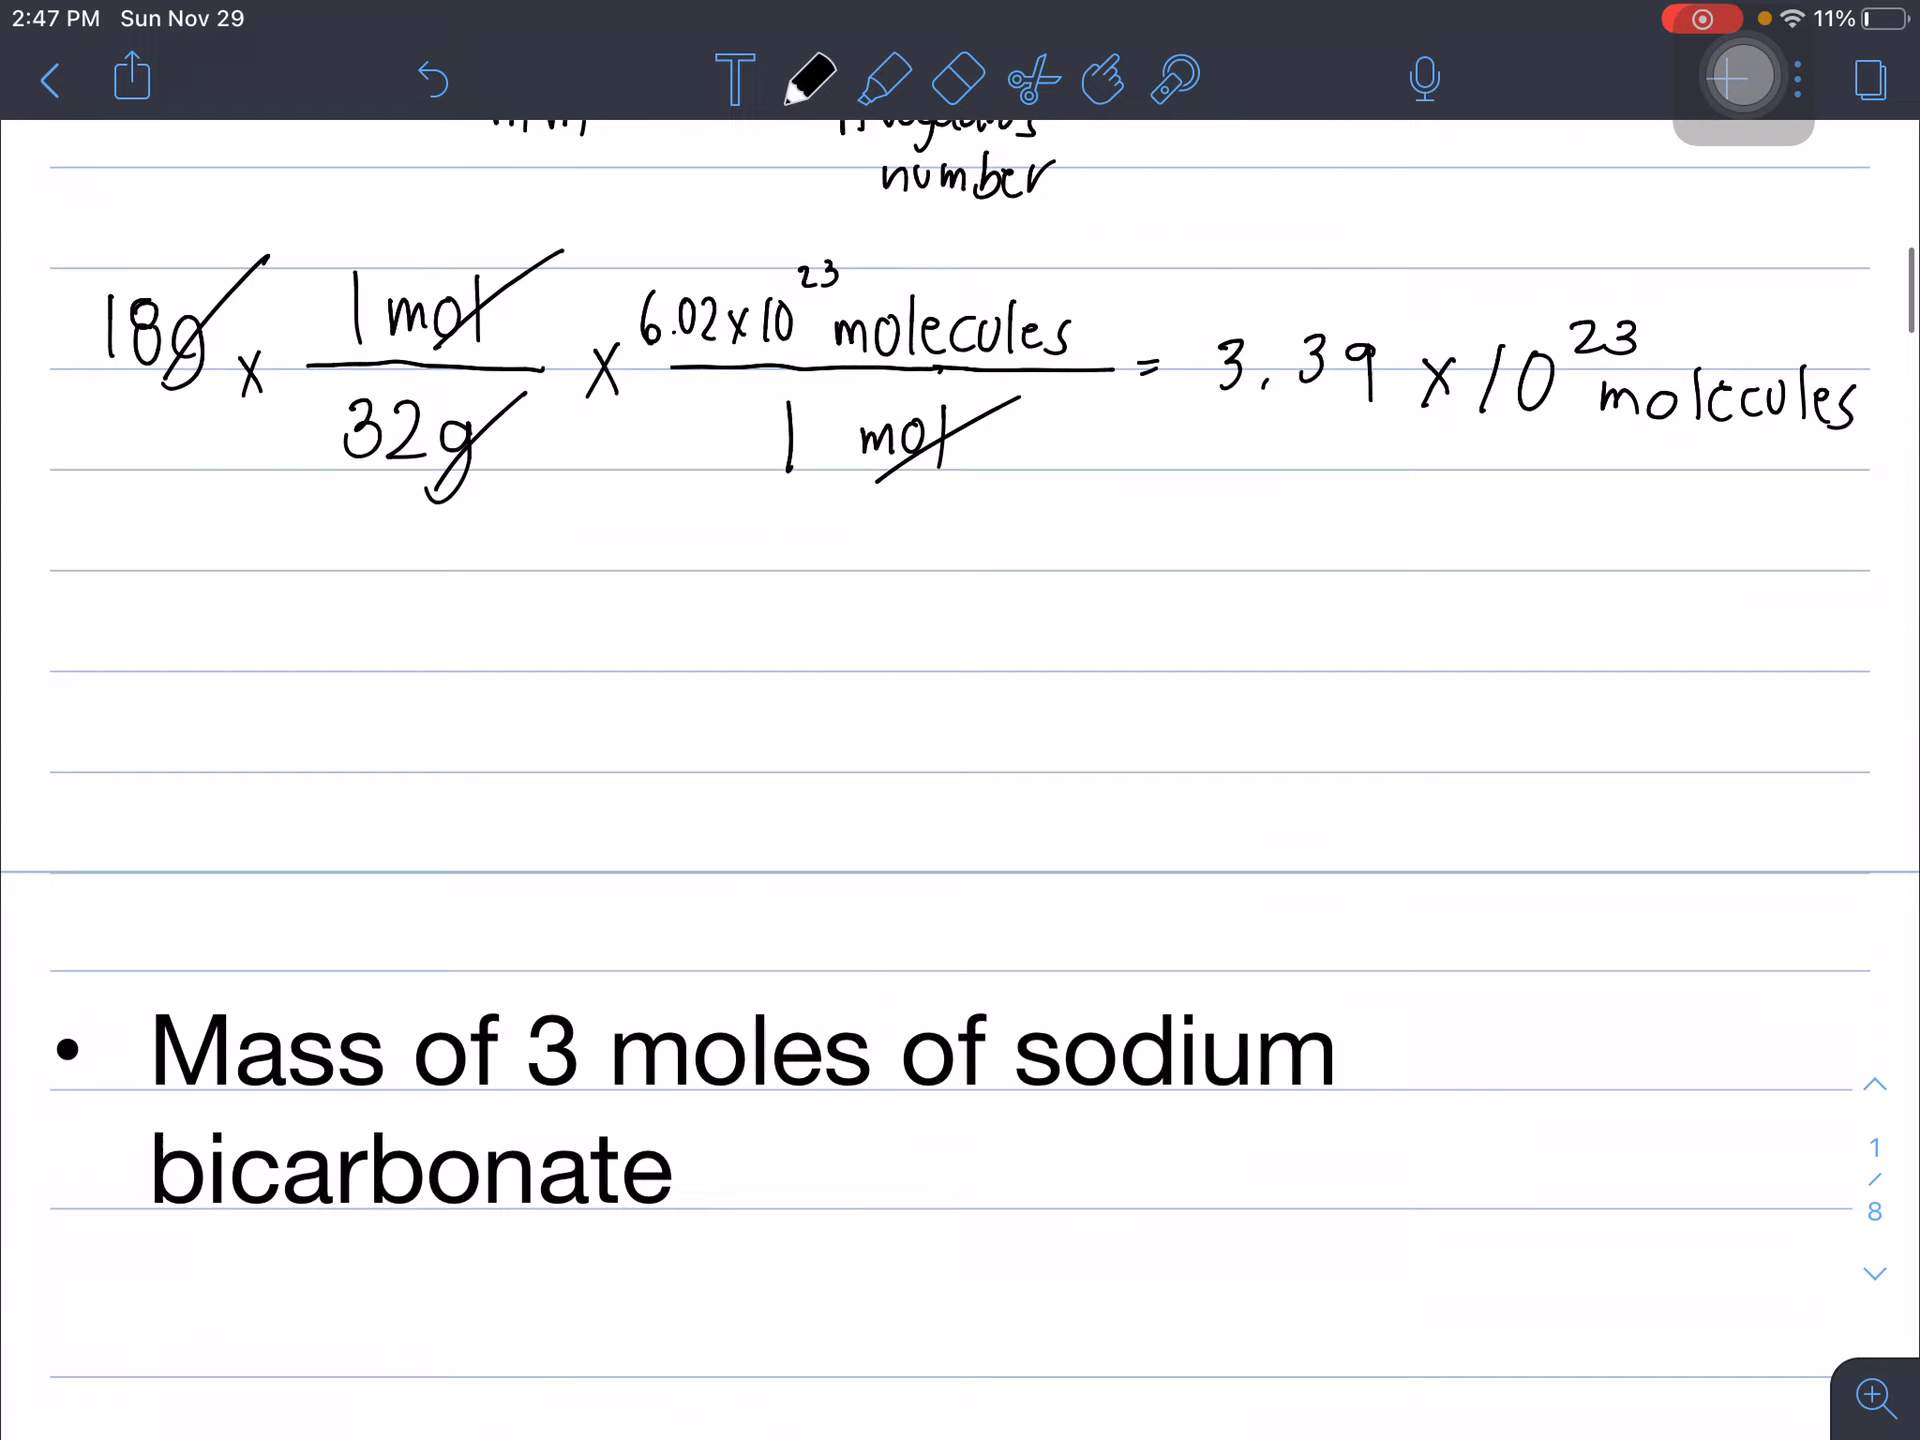 2:47 PM Sun Nov 29 11%
number
18g x 1 mol / 32g x 6.02 x 10^23 molecules / 1 mol = 3.39 x 10^23 molecules
• Mass of 3 moles of sodium
bicarbonate
1
/
8